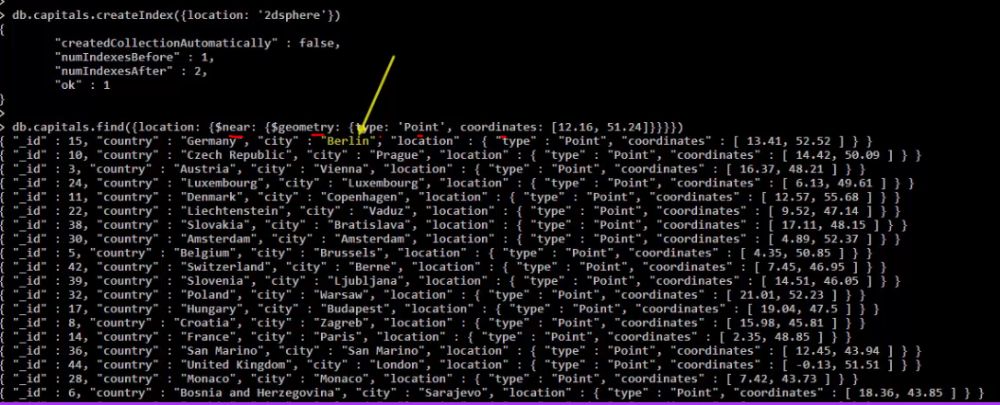 > db.capitals.createIndex({location: '2dsphere'})
{
"createdCollectionAutomatically" : false,
"numIndexesBefore" : 1,
"numIndexesAfter" : 2,
"ok" : 1
}
>
> db.capitals.find({location: {$near: {$geometry: {type: 'Point', coordinates: [12.16, 51.24]}}}})
{ "_id" : 15, "country" : "Germany", "city" : "Berlin", "location" : { "type" : "Point", "coordinates" : [ 13.41, 52.52 ] } }
{ "_id" : 10, "country" : "Czech Republic", "city" : "Prague", "location" : { "type" : "Point", "coordinates" : [ 14.42, 50.09 ] } }
{ "_id" : 3, "country" : "Austria", "city" : "Vienna", "location" : { "type" : "Point", "coordinates" : [ 16.37, 48.21 ] } }
{ "_id" : 24, "country" : "Luxembourg", "city" : "Luxembourg", "location" : { "type" : "Point", "coordinates" : [ 6.13, 49.61 ] } }
{ "_id" : 11, "country" : "Denmark", "city" : "Copenhagen", "location" : { "type" : "Point", "coordinates" : [ 12.57, 55.68 ] } }
{ "_id" : 22, "country" : "Liechtenstein", "city" : "Vaduz", "location" : { "type" : "Point", "coordinates" : [ 9.52, 47.14 ] } }
{ "_id" : 38, "country" : "Slovakia", "city" : "Bratislava", "location" : { "type" : "Point", "coordinates" : [ 17.11, 48.15 ] } }
{ "_id" : 30, "country" : "Amsterdam", "city" : "Amsterdam", "location" : { "type" : "Point", "coordinates" : [ 4.89, 52.37 ] } }
{ "_id" : 5, "country" : "Belgium", "city" : "Brussels", "location" : { "type" : "Point", "coordinates" : [ 4.35, 50.85 ] } }
{ "_id" : 42, "country" : "Switzerland", "city" : "Berne", "location" : { "type" : "Point", "coordinates" : [ 7.45, 46.95 ] } }
{ "_id" : 39, "country" : "Slovenia", "city" : "Ljubljana", "location" : { "type" : "Point", "coordinates" : [ 14.51, 46.05 ] } }
{ "_id" : 32, "country" : "Poland", "city" : "Warsaw", "location" : { "type" : "Point", "coordinates" : [ 21.01, 52.23 ] } }
{ "_id" : 17, "country" : "Hungary", "city" : "Budapest", "location" : { "type" : "Point", "coordinates" : [ 19.04, 47.5 ] } }
{ "_id" : 8, "country" : "Croatia", "city" : "Zagreb", "location" : { "type" : "Point", "coordinates" : [ 15.98, 45.81 ] } }
{ "_id" : 14, "country" : "France", "city" : "Paris", "location" : { "type" : "Point", "coordinates" : [ 2.35, 48.85 ] } }
{ "_id" : 36, "country" : "San Marino", "city" : "San Marino", "location" : { "type" : "Point", "coordinates" : [ 12.45, 43.94 ] } }
{ "_id" : 44, "country" : "United Kingdom", "city" : "London", "location" : { "type" : "Point", "coordinates" : [ -0.13, 51.51 ] } }
{ "_id" : 28, "country" : "Monaco", "city" : "Monaco", "location" : { "type" : "Point", "coordinates" : [ 7.42, 43.73 ] } }
{ "_id" : 6, "country" : "Bosnia and Herzegovina", "city" : "Sarajevo", "location" : { "type" : "Point", "coordinates" : [ 18.36, 43.85 ] } }